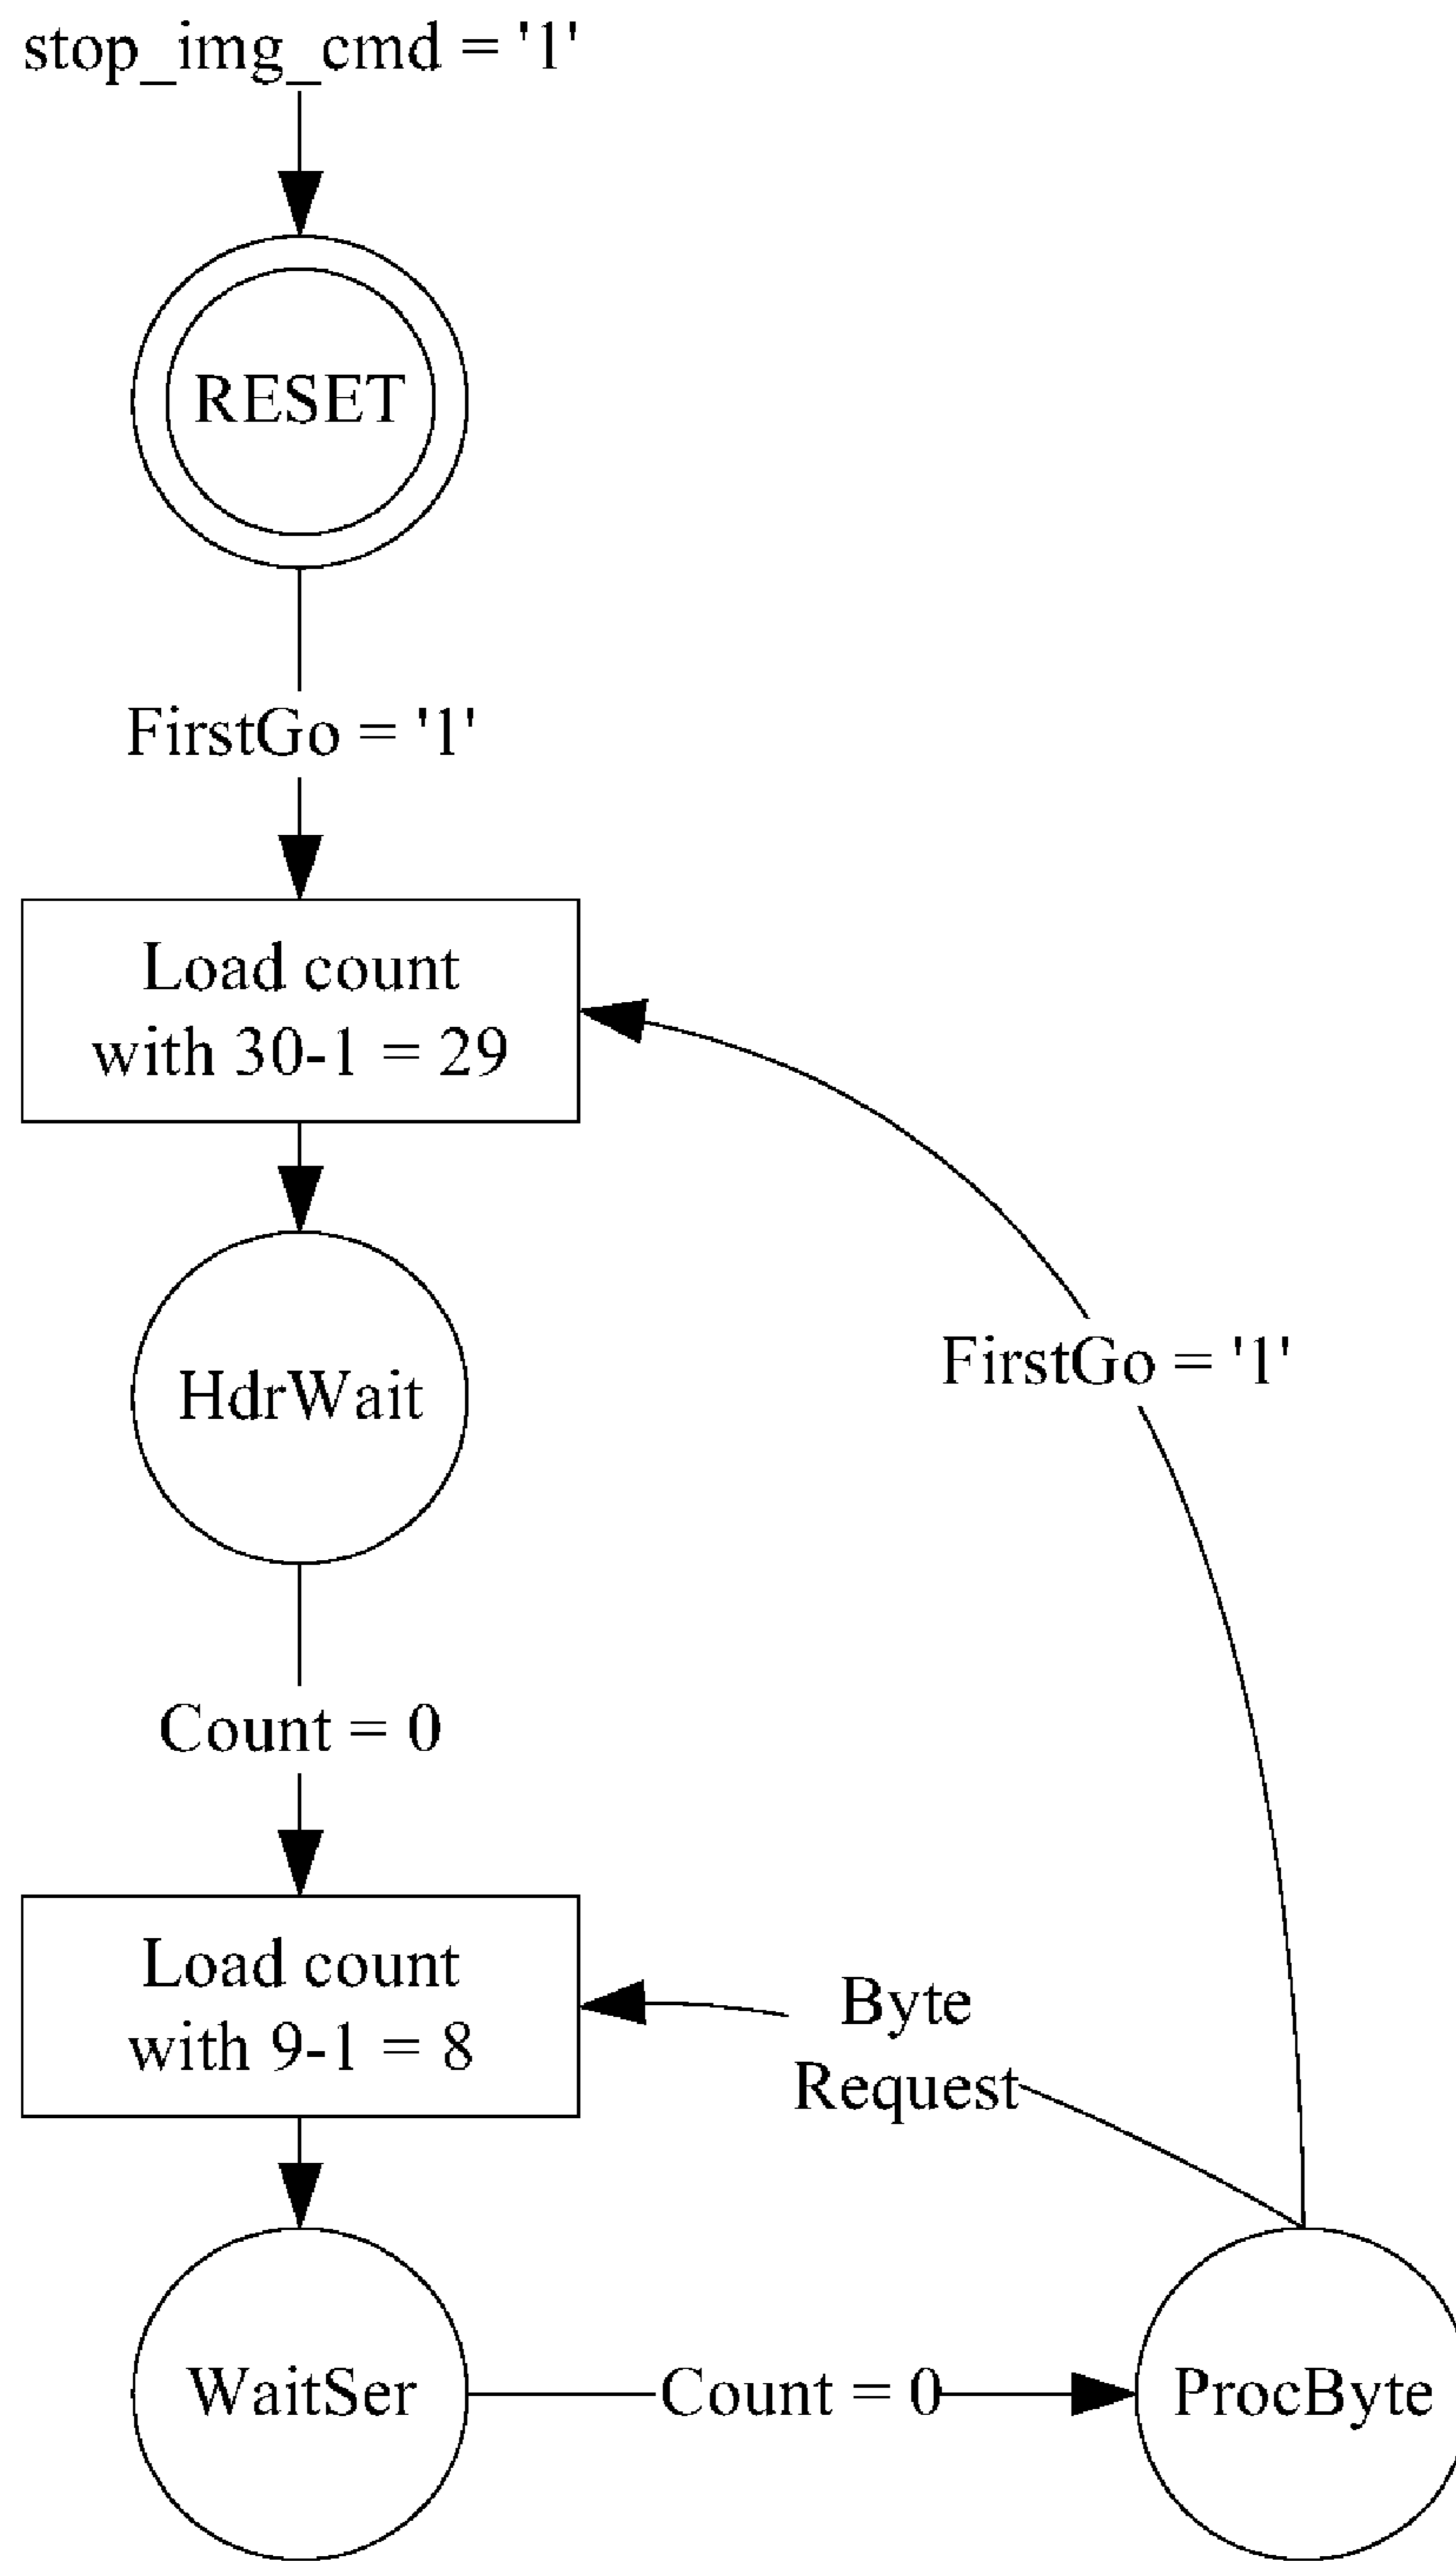 stop_img_cmd = '1'
RESET
FirstGo = '1'
Load count
with 30-1 = 29
HdrWait
FirstGo = '1'
Count = 0
Load count
with 9-1 = 8
Byte
Request
WaitSer
Count = 0
ProcByte